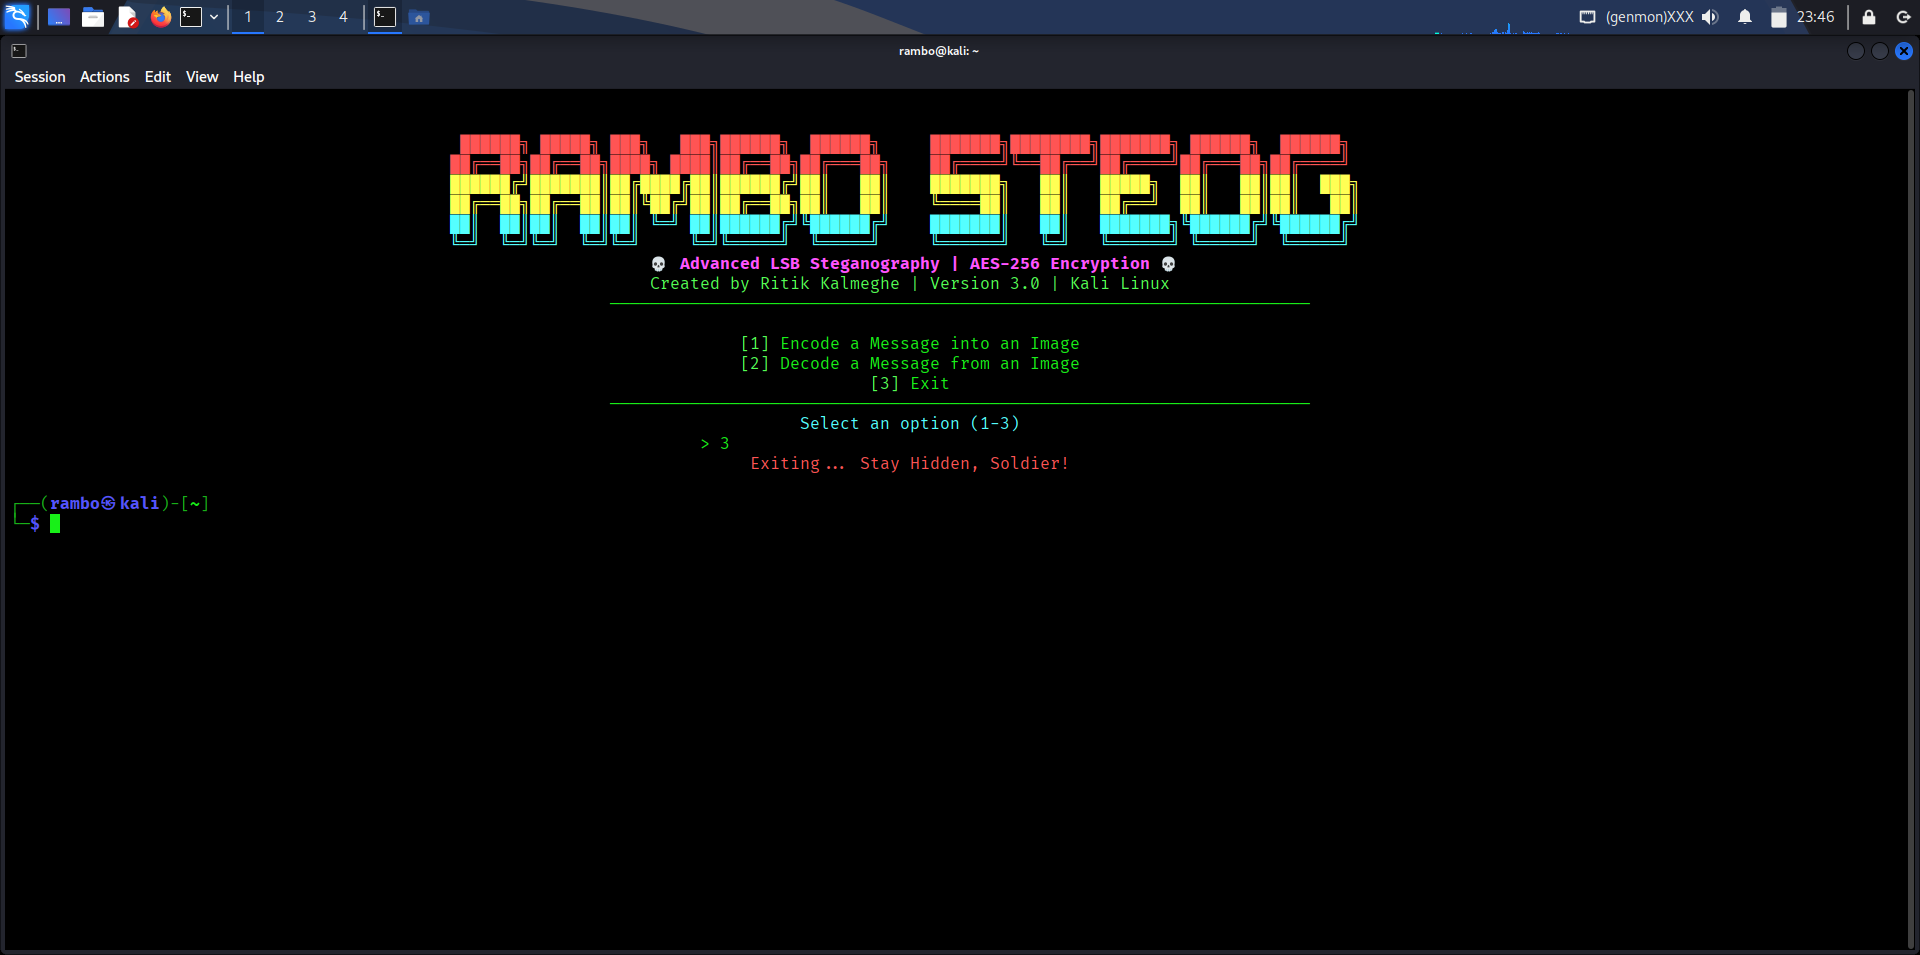 1 2 3 4 (genmon)XXX 23:46
rambo@kali: ~
Session Actions Edit View Help
RAMBO STEOG
Advanced LSB Steganography | AES-256 Encryption
Created by Ritik Kalmeghe | Version 3.0 | Kali Linux
[1] Encode a Message into an Image
[2] Decode a Message from an Image
[3] Exit
Select an option (1-3)
> 3
Exiting... Stay Hidden, Soldier!
┌──(rambo㉿kali)-[~]
└─$